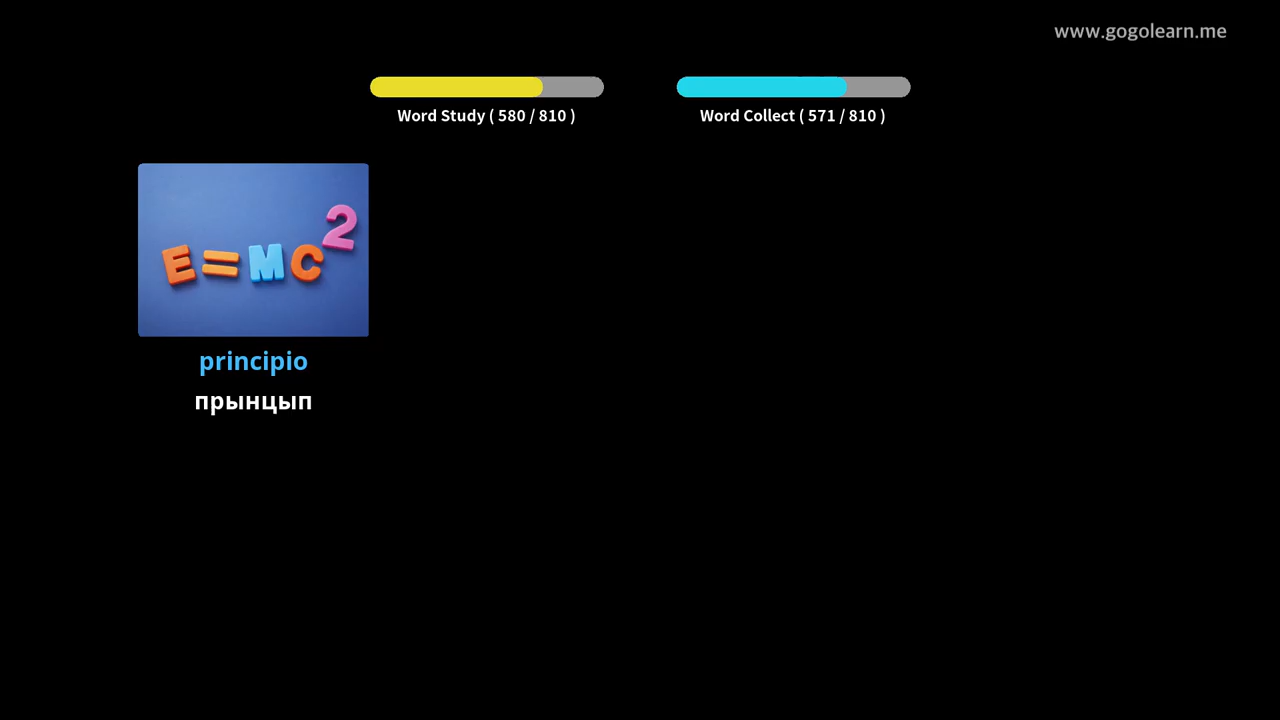 www.gogolearn.me
Word Study ( 580 / 810 )
Word Collect ( 571 / 810 )
E=MC2
principio
прынцып